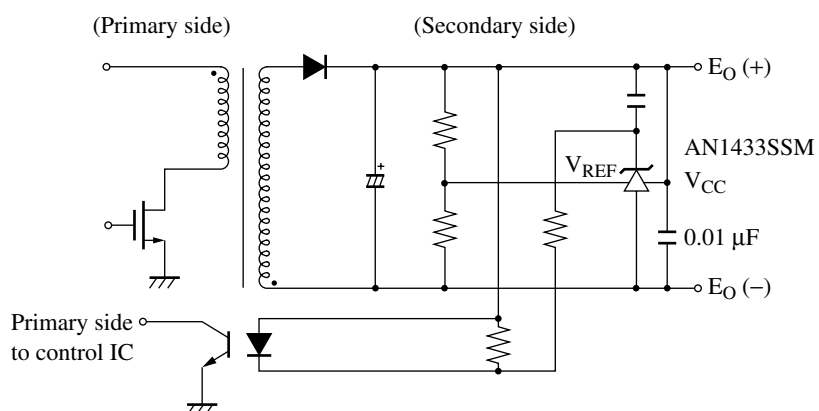 (Primary side)
(Secondary side)
E_O (+)
AN1433SSM
V_REF
V_CC
+
0.01 µF
E_O (−)
Primary side
to control IC